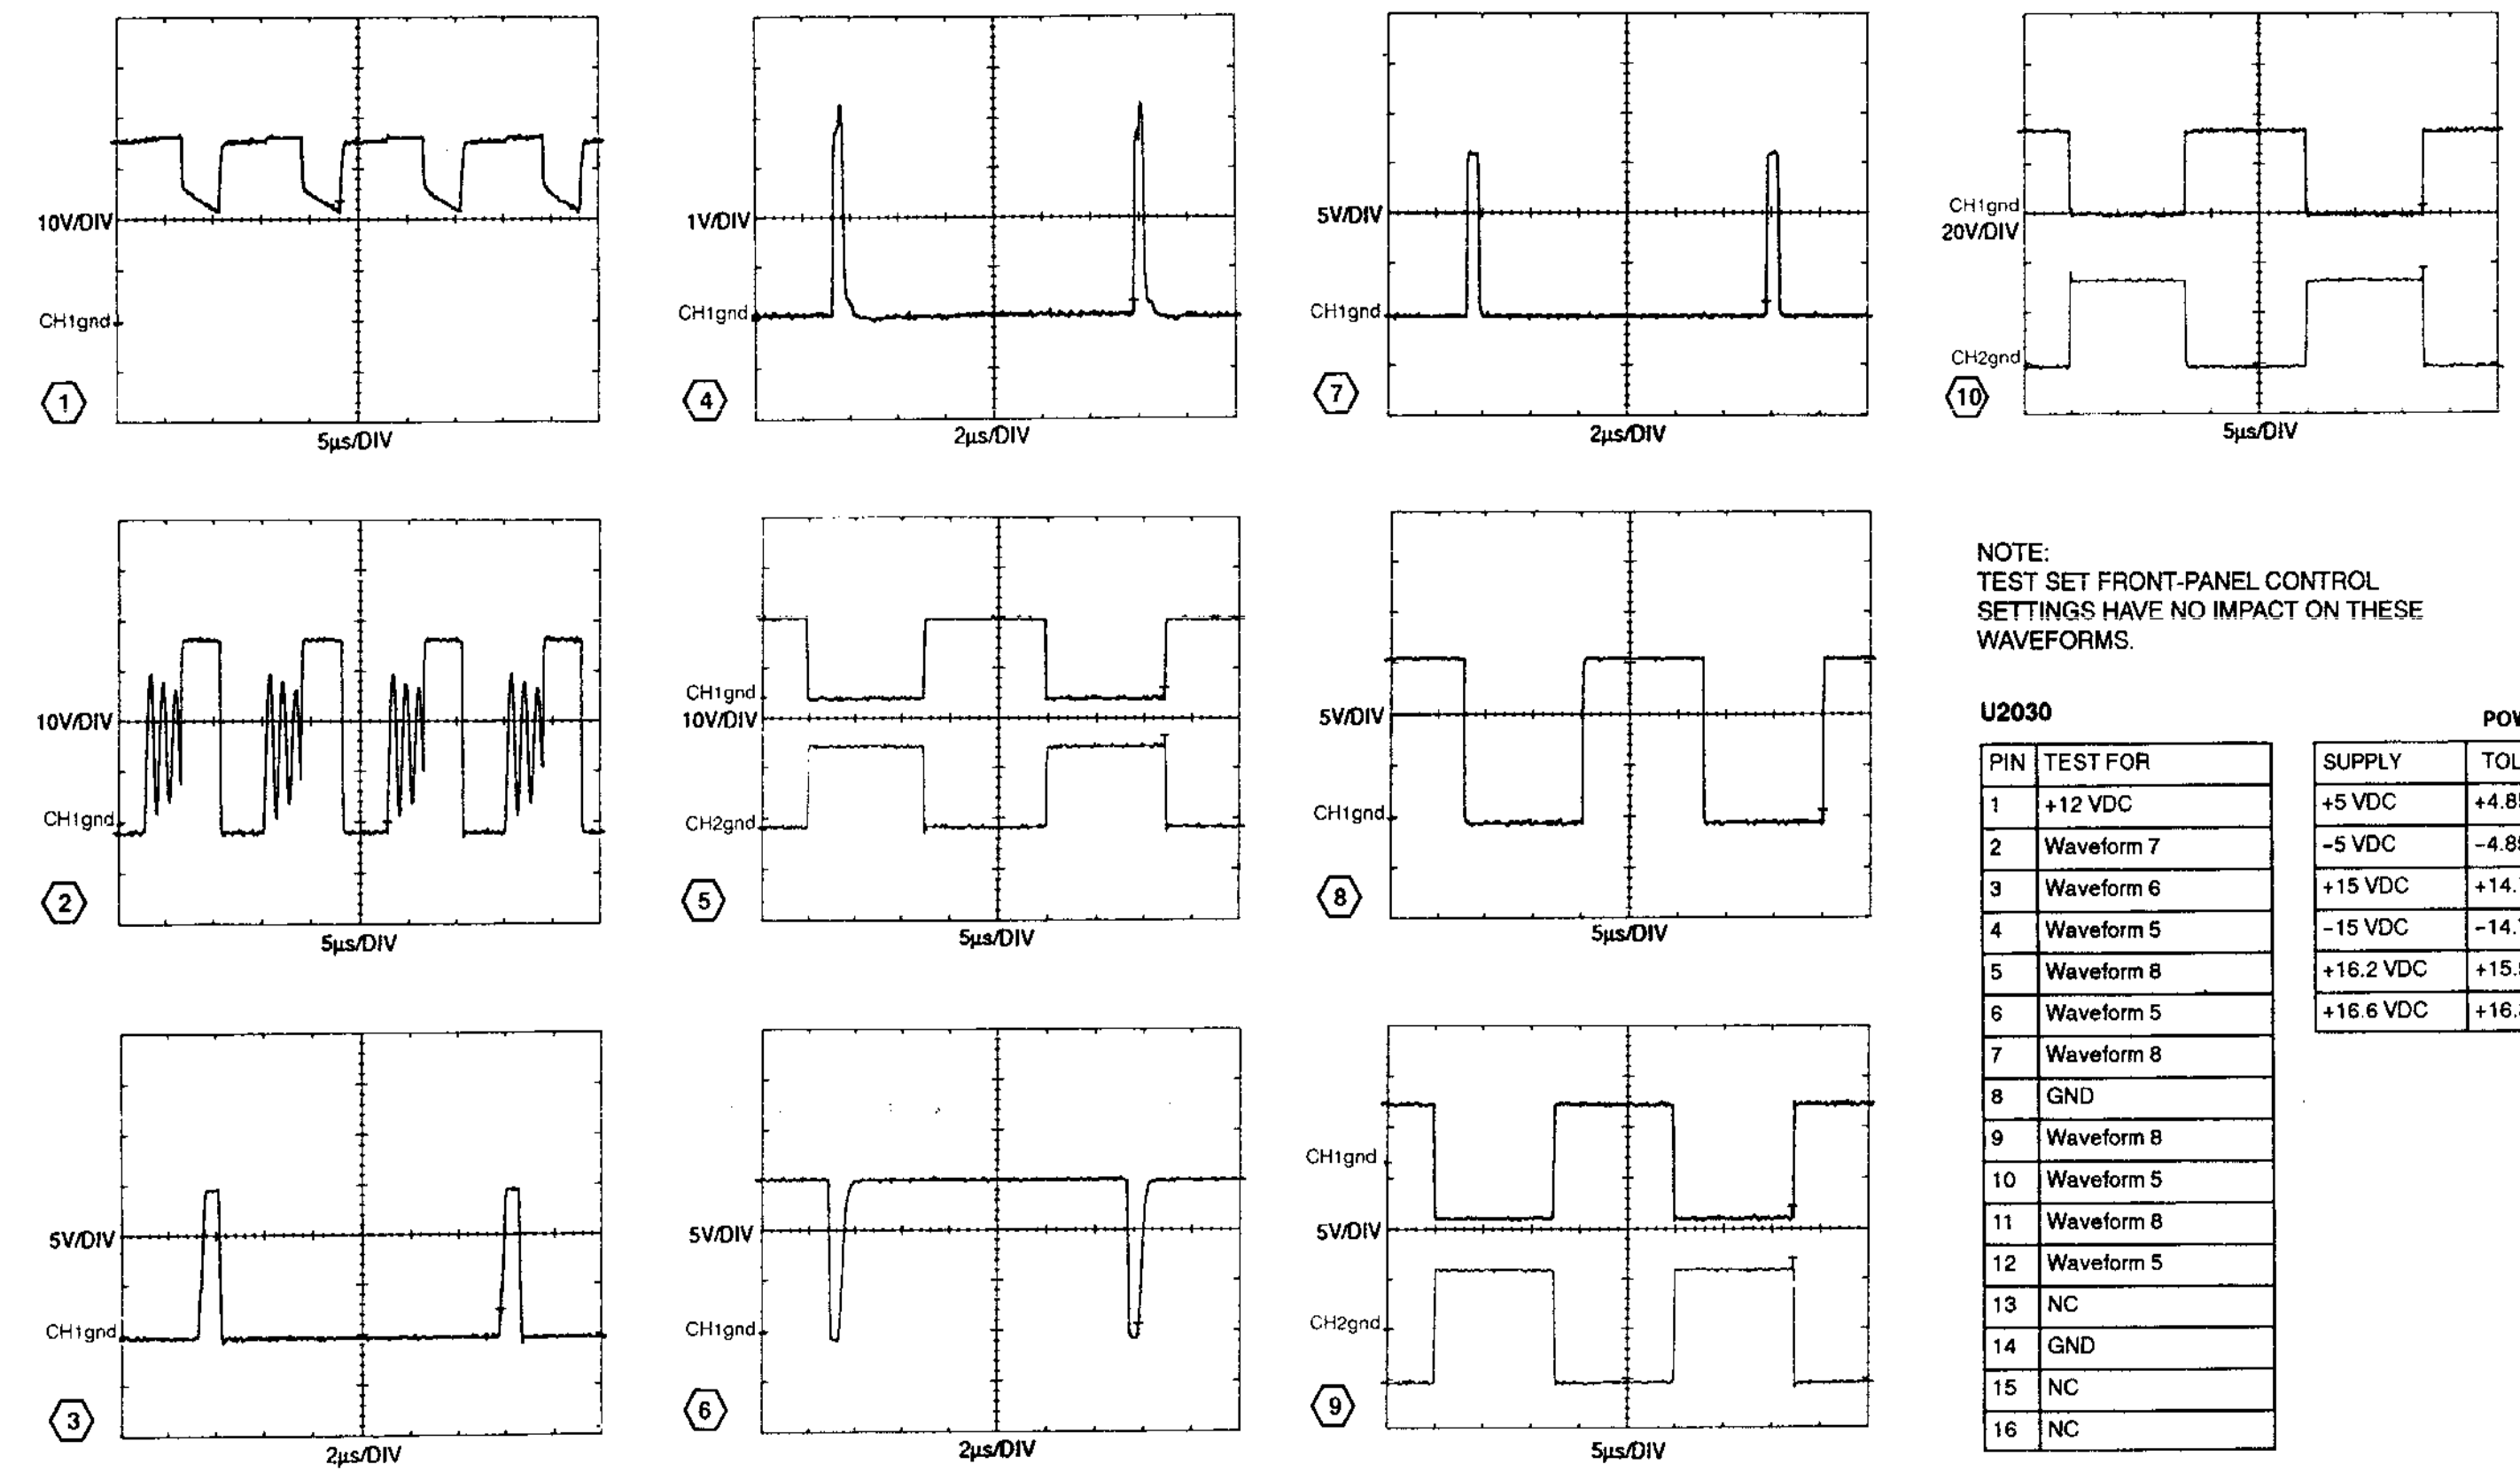 10V/DIV
CH1gnd
1
5µs/DIV
1V/DIV
CH1gnd
4
2µs/DIV
5V/DIV
CH1gnd
7
2µs/DIV
CH1gnd
20V/DIV
CH2gnd
10
5µs/DIV
10V/DIV
CH1gnd
2
5µs/DIV
CH1gnd
10V/DIV
CH2gnd
5
5µs/DIV
5V/DIV
CH1gnd
8
5µs/DIV
5V/DIV
CH1gnd
3
2µs/DIV
5V/DIV
CH1gnd
6
2µs/DIV
CH1gnd
5V/DIV
CH2gnd
9
5µs/DIV
NOTE:
TEST SET FRONT-PANEL CONTROL
SETTINGS HAVE NO IMPACT ON THESE
WAVEFORMS.
U2030
PIN TEST FOR
1 +12 VDC
2 Waveform 7
3 Waveform 6
4 Waveform 5
5 Waveform 8
6 Waveform 5
7 Waveform 8
8 GND
9 Waveform 8
10 Waveform 5
11 Waveform 8
12 Waveform 5
13 NC
14 GND
15 NC
16 NC
SUPPLY
+5 VDC
-5 VDC
+15 VDC
-15 VDC
+16.2 VDC
+16.6 VDC